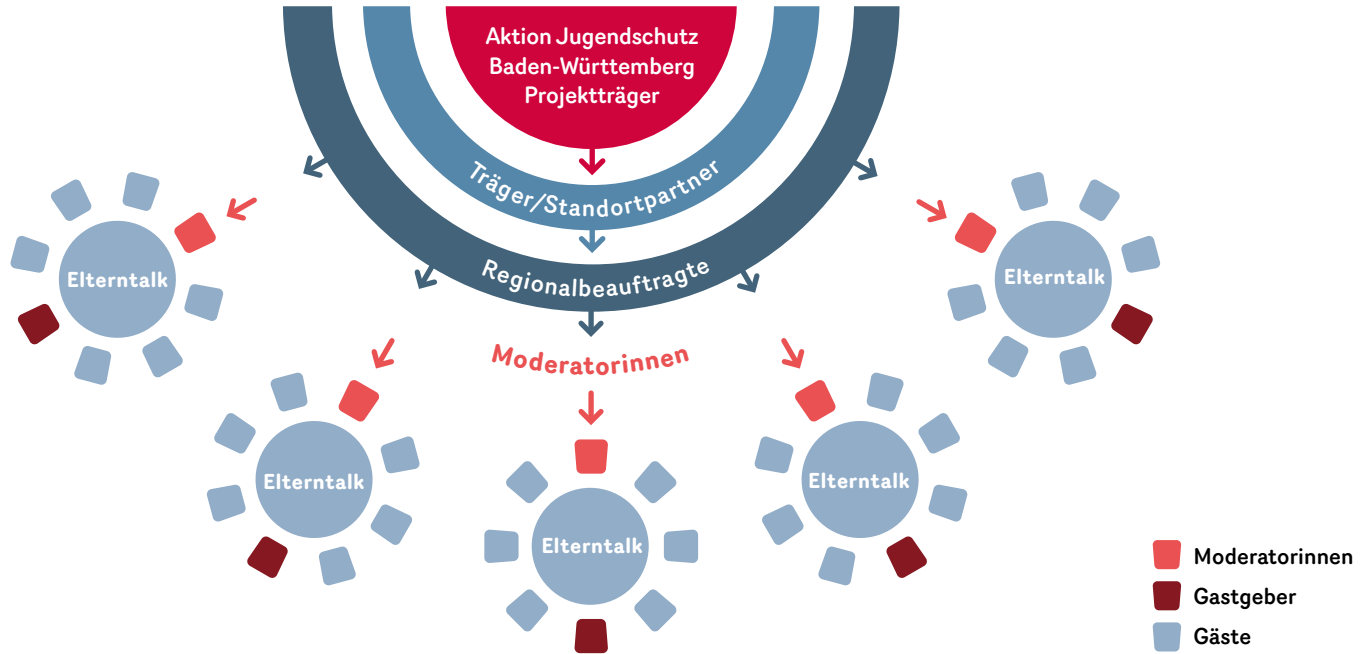 Aktion Jugendschutz
Baden-Württemberg
Projektträger
Träger/Standortpartner
Regionalbeauftragte
Moderatorinnen
Elterntalk
Elterntalk
Elterntalk
Elterntalk
Elterntalk
Moderatorinnen
Gastgeber
Gäste